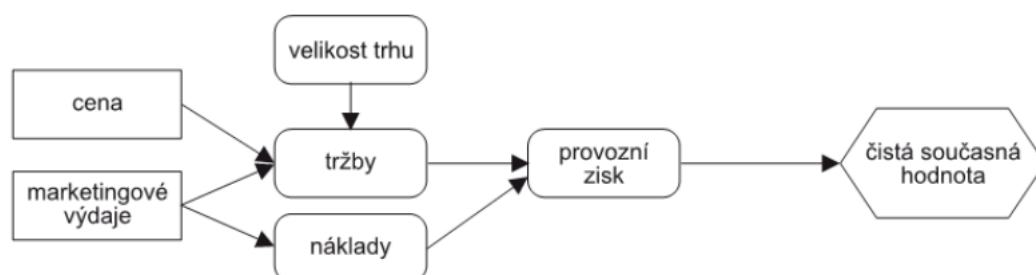 velikost trhu
cena
tržby
provozní
zisk
čistá současná
hodnota
marketingové
výdaje
náklady